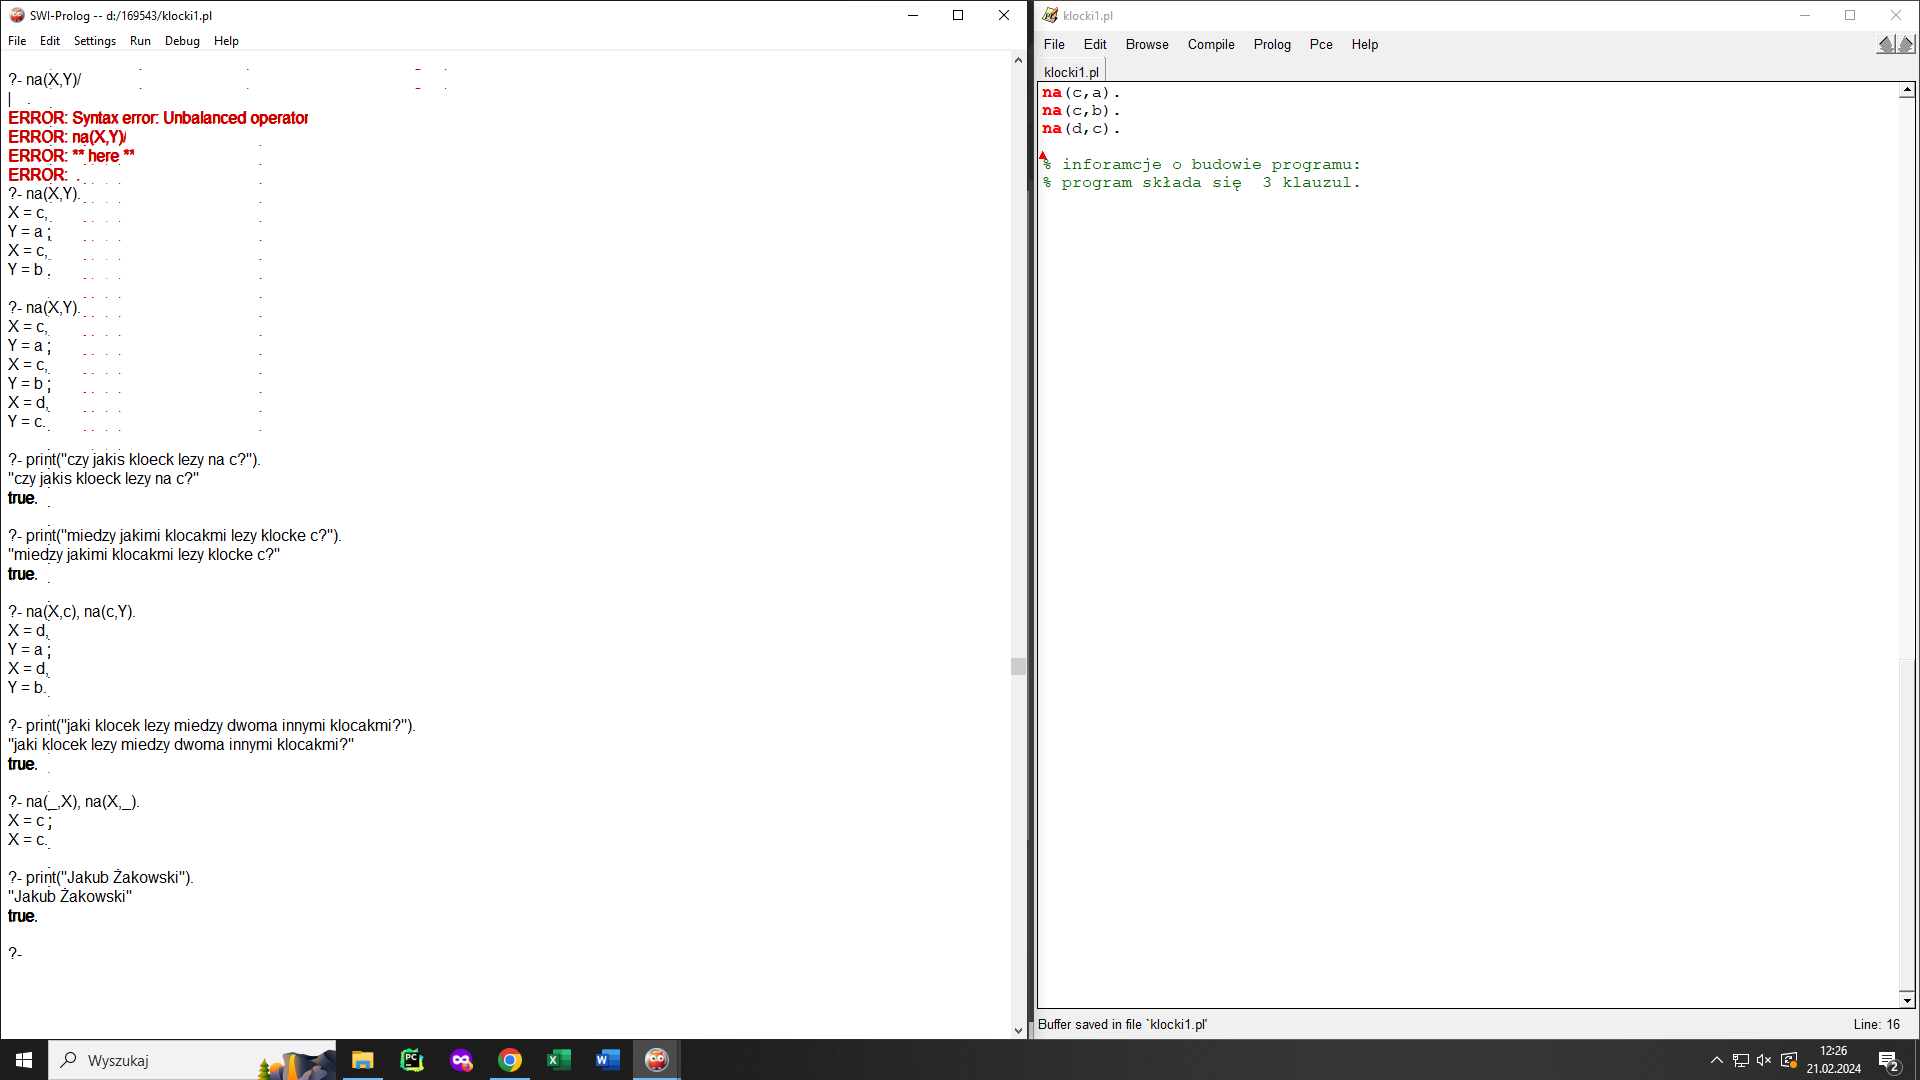 SWI-Prolog -- d:/169543/klocki1.pl
File Edit Settings Run Debug Help
?- na(X,Y)/
|
ERROR: Syntax error: Unbalanced operator
ERROR: na(X,Y)/
ERROR: ** here **
ERROR:  .
?- na(X,Y).
X = c,
Y = a ;
X = c,
Y = b .
?- na(X,Y).
X = c,
Y = a ;
X = c,
Y = b ;
X = d,
Y = c.
?- print("czy jakis kloeck lezy na c?").
"czy jakis kloeck lezy na c?"
true.
?- print("miedzy jakimi klocakmi lezy klocke c?").
"miedzy jakimi klocakmi lezy klocke c?"
true.
?- na(X,c), na(c,Y).
X = d,
Y = a ;
X = d,
Y = b.
?- print("jaki klocek lezy miedzy dwoma innymi klocakmi?").
"jaki klocek lezy miedzy dwoma innymi klocakmi?"
true.
?- na(_,X), na(X,_).
X = c ;
X = c.
?- print("Jakub Żakowski").
"Jakub Żakowski"
true.
?-
klocki1.pl
File Edit Browse Compile Prolog Pce Help
klocki1.pl
na(c,a).
na(c,b).
na(d,c).
% inforamcje o budowie programu:
% program składa się  3 klauzul.
Buffer saved in file `klocki1.pl'
Line: 16
Wyszukaj
12:26
21.02.2024
2